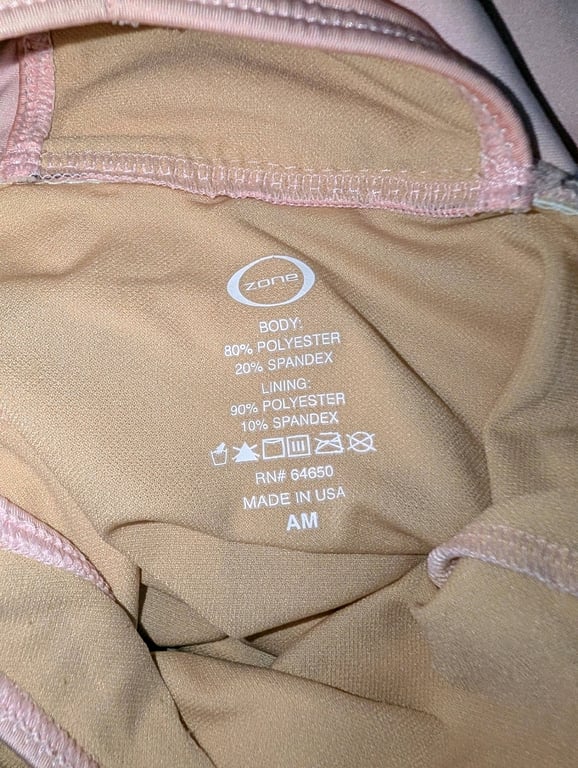 zone
BODY:
80% POLYESTER
20% SPANDEX
LINING:
90% POLYESTER
10% SPANDEX
RN# 64650
MADE IN USA
AM